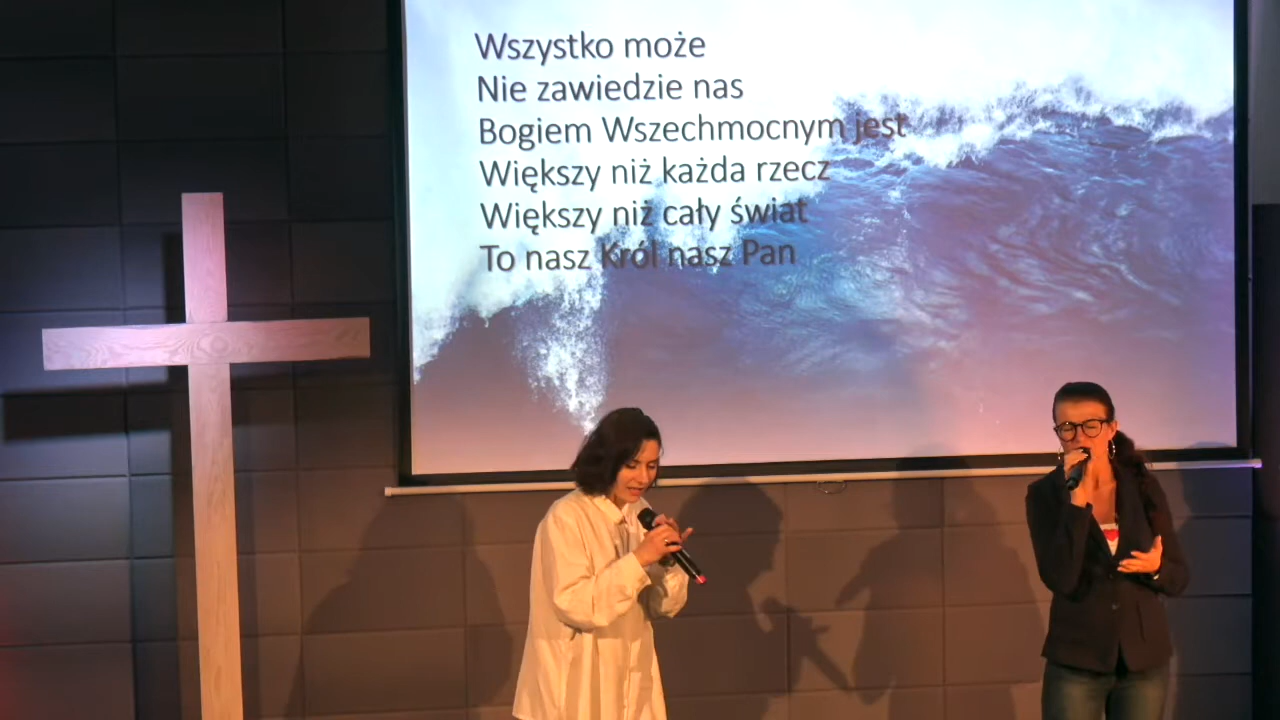 Wszystko może
Nie zawiedzie nas
Bogiem Wszechmocnym jest
Większy niż każda rzecz
Większy niż cały świat
To nasz Król nasz Pan